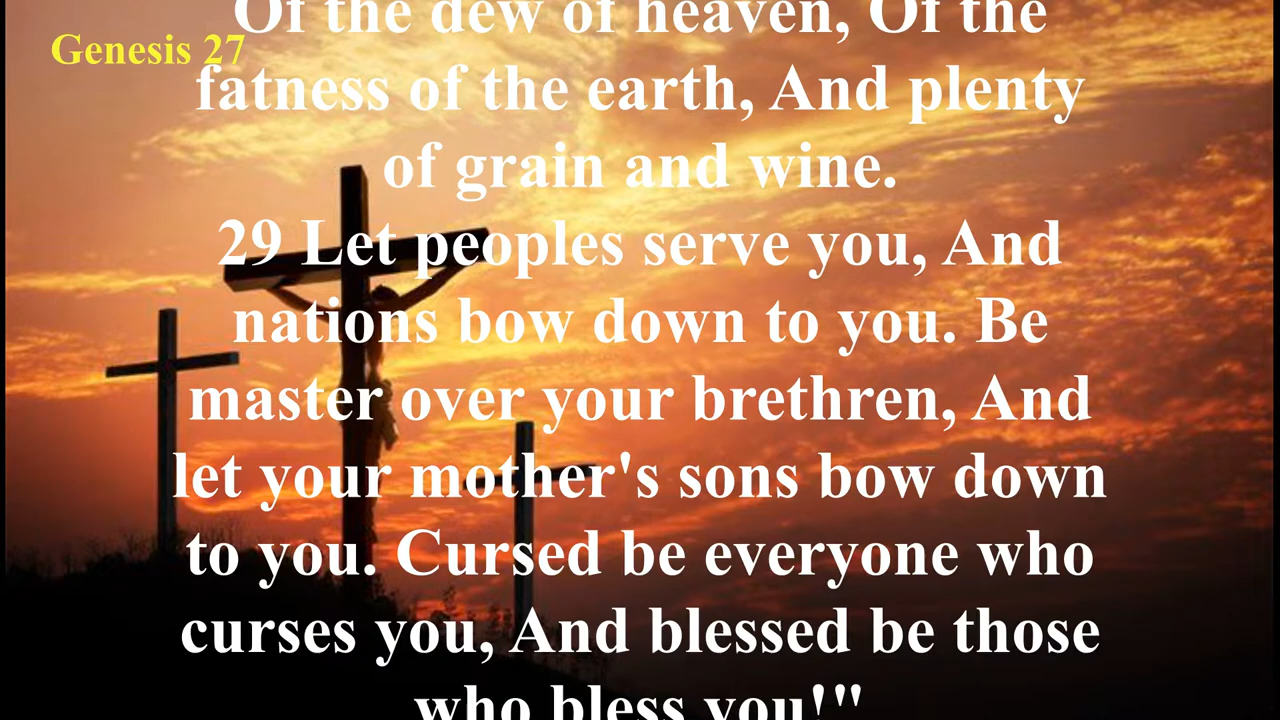 Genesis 27
Of the dew of heaven, Of the
fatness of the earth, And plenty
of grain and wine.
29 Let peoples serve you, And
nations bow down to you. Be
master over your brethren, And
let your mother's sons bow down
to you. Cursed be everyone who
curses you, And blessed be those
who bless you!'"